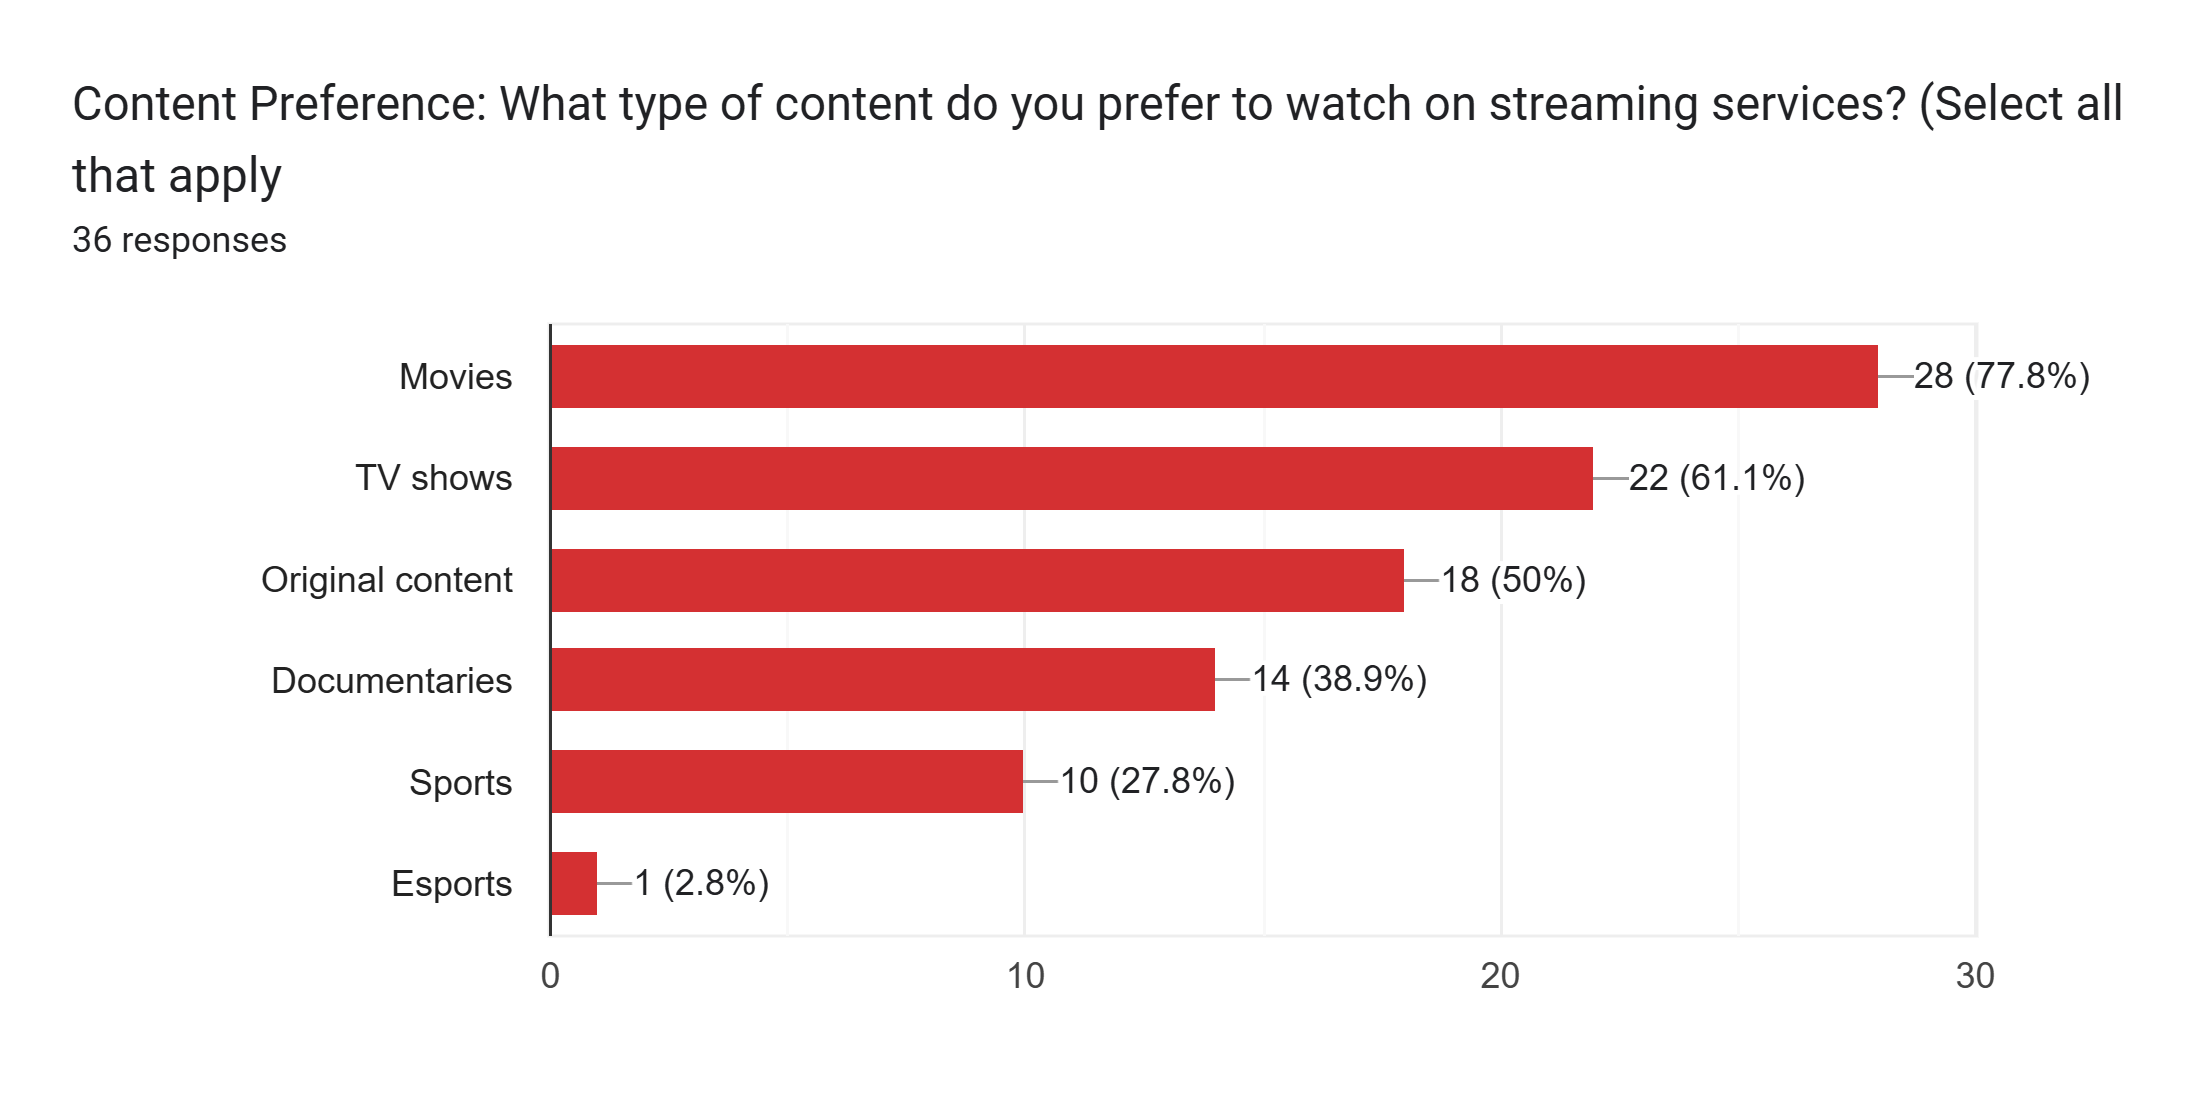 Content Preference: What type of content do you prefer to watch on streaming services? (Select all
that apply
36 responses
Movies 28 (77.8%)
TV shows 22 (61.1%)
Original content 18 (50%)
Documentaries 14 (38.9%)
Sports 10 (27.8%)
Esports 1 (2.8%)
0 10 20 30